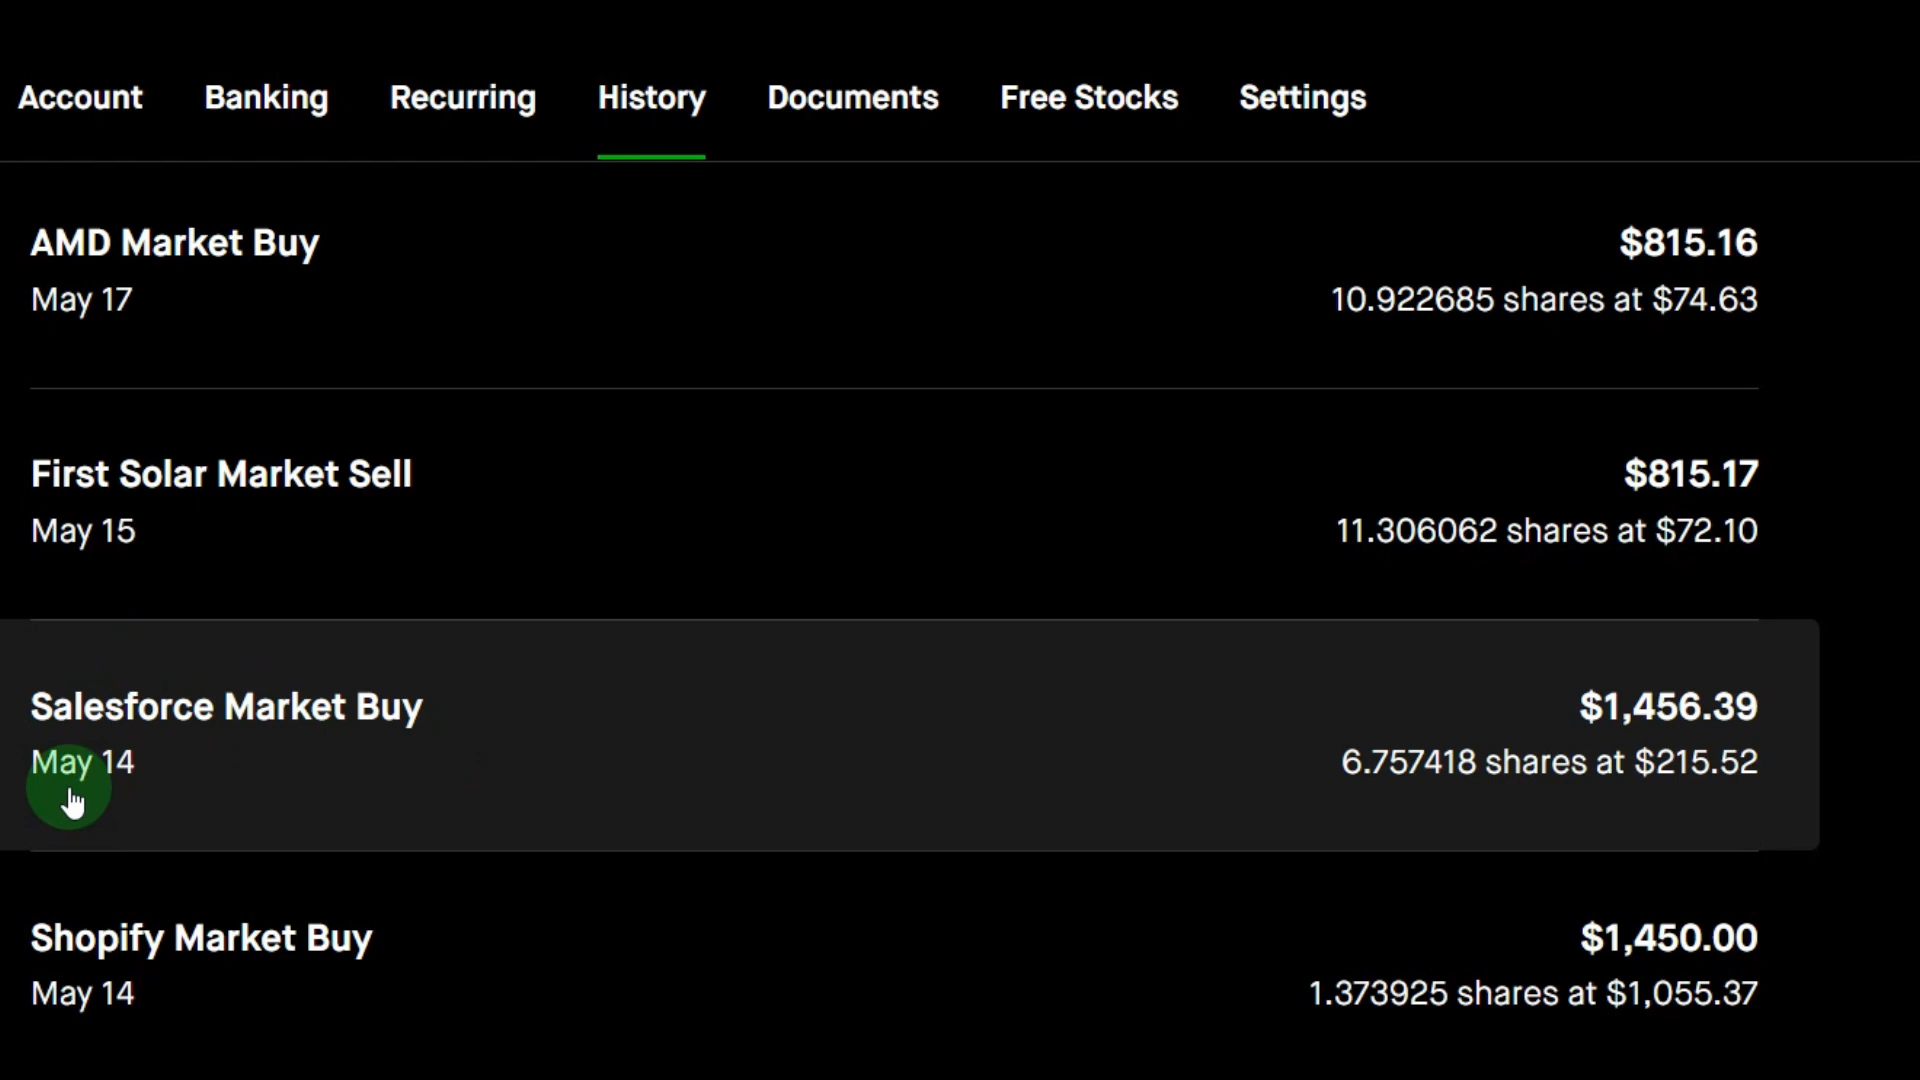 Account Banking Recurring History Documents Free Stocks Settings
AMD Market Buy $815.16
May 17 10.922685 shares at $74.63
First Solar Market Sell $815.17
May 15 11.306062 shares at $72.10
Salesforce Market Buy $1,456.39
May 14 6.757418 shares at $215.52
Shopify Market Buy $1,450.00
May 14 1.373925 shares at $1,055.37